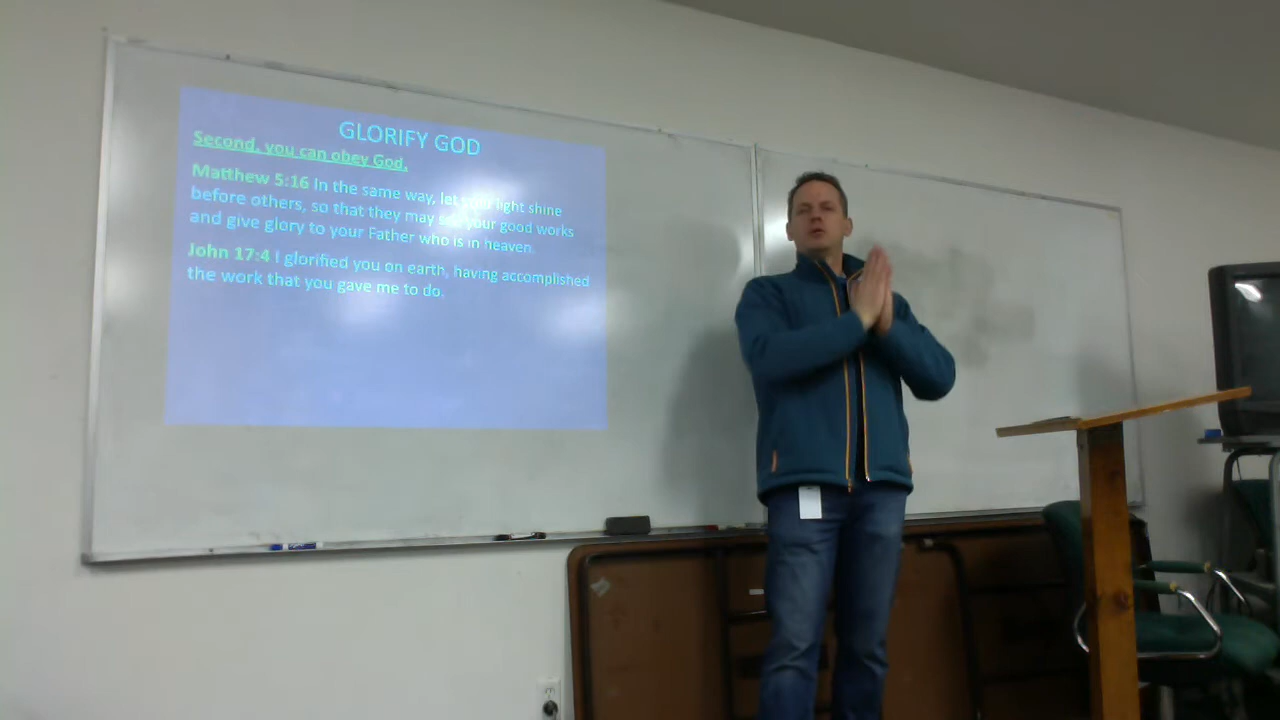 GLORIFY GOD
Second, you can obey God.
Matthew 5:16 In the same way, let your light shine
before others, so that they may see your good works
and give glory to your Father who is in heaven.
John 17:4 I glorified you on earth, having accomplished
the work that you gave me to do.